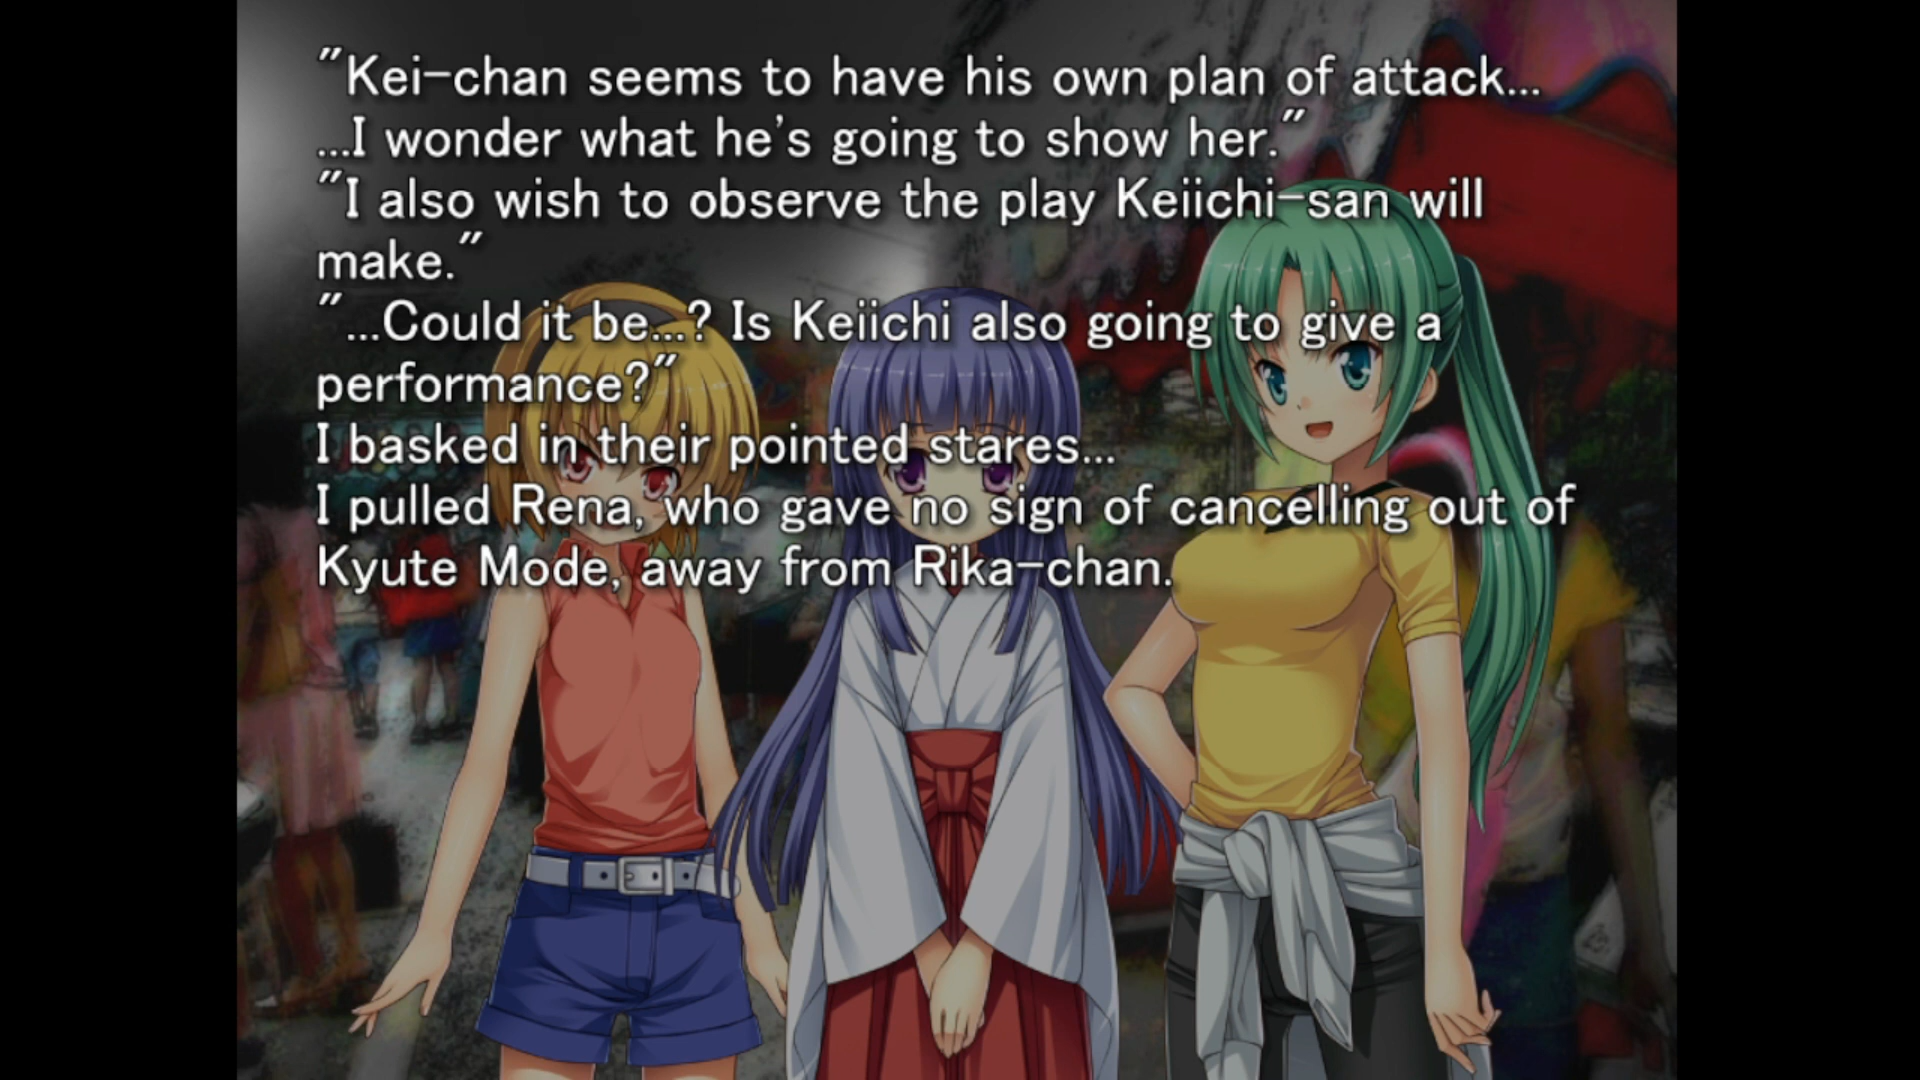 "Kei-chan seems to have his own plan of attack...
...I wonder what he's going to show her."
"I also wish to observe the play Keiichi-san will
make."
"...Could it be...? Is Keiichi also going to give a
performance?"
I basked in their pointed stares...
I pulled Rena, who gave no sign of cancelling out of
Kyute Mode, away from Rika-chan.